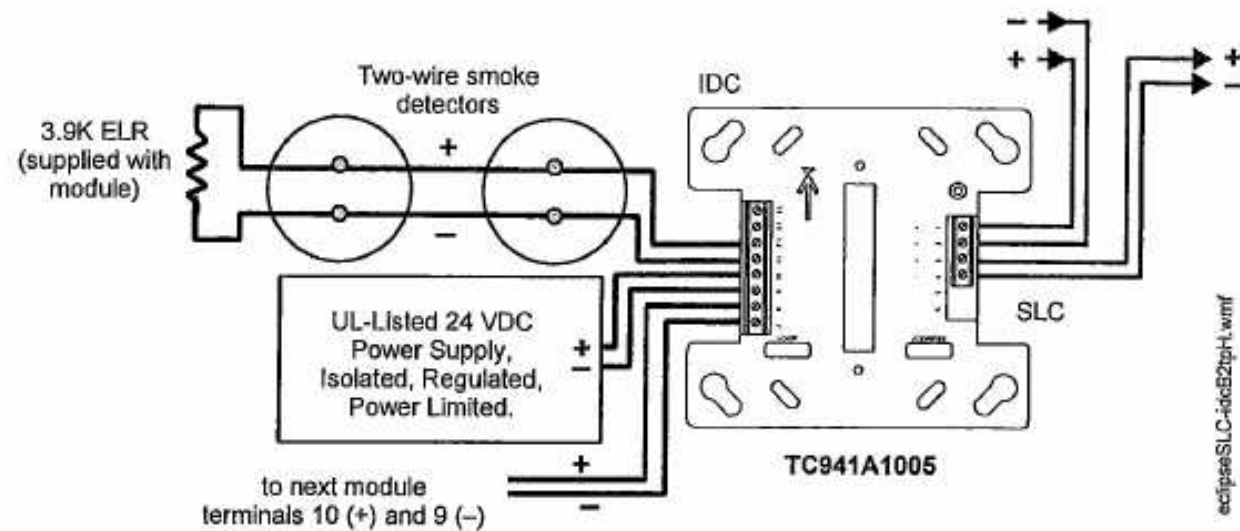 −
+
+
−
Two-wire smoke
detectors
IDC
3.9K ELR
(supplied with
module)
+
−
UL-Listed 24 VDC
Power Supply,
Isolated, Regulated,
Power Limited.
+
−
SLC
+
−
to next module
terminals 10 (+) and 9 (–)
TC941A1005
eclipseSLC-idcB2tpH.wmf